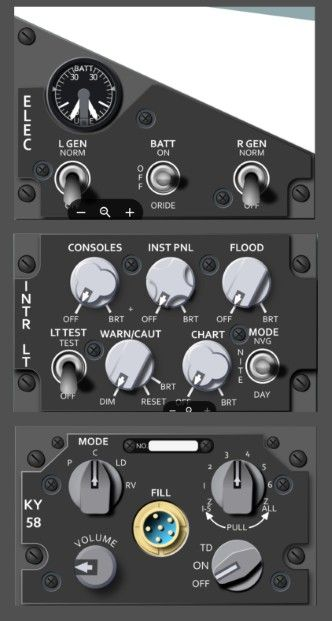 BATT
30 30
U E
ELEC
L GEN BATT R GEN
NORM ON NORM
OFF
ORIDE OFF
CONSOLES INST PNL FLOOD
OFF BRT OFF BRT OFF BRT
INTR LT
LT TEST WARN/CAUT CHART MODE
TEST NVG
NITE
OFF DIM RESET BRT OFF BRT DAY
MODE
C
P LD
RV
NO.
FILL
1 2 3 4 5 6
Z 1-5
PULL
Z ALL
KY 58
VOLUME
TD
ON
OFF